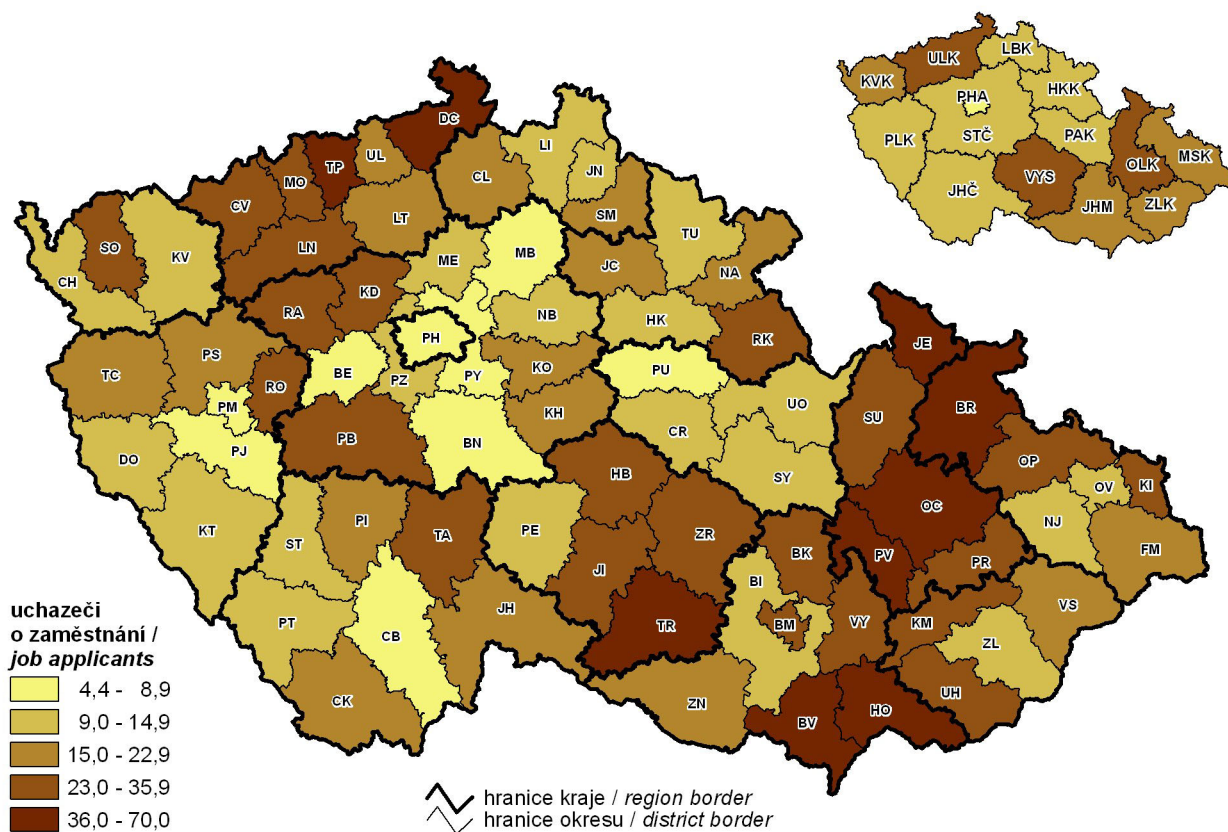 LBK
ULK
KVK
HKK
PHA
PLK
STČ
PAK
MSK
OLK
VYS
JHČ
ZLK
JHM
DC
UL
TP
LI
MO
JN
CL
CV
LT
SM
SO
TU
KV
LN
MB
ME
JC
NA
CH
KD
RA
NB
HK
PH
RK
JE
PS
KO
TC
BE
PZ
PY
PU
RO
UO
BR
PM
KH
SU
CR
PB
BN
PJ
DO
OP
HB
SY
OV
KI
OC
PI
NJ
KT
TA
PE
ZR
ST
BK
FM
PV
PR
JI
BI
VS
JH
PT
TR
BM
VY
KM
CB
ZL
UH
CK
ZN
HO
BV
uchazeči
o zaměstnání /
job applicants
4,4 - 8,9
9,0 - 14,9
15,0 - 22,9
23,0 - 35,9
36,0 - 70,0
hranice kraje / region border
hranice okresu / district border